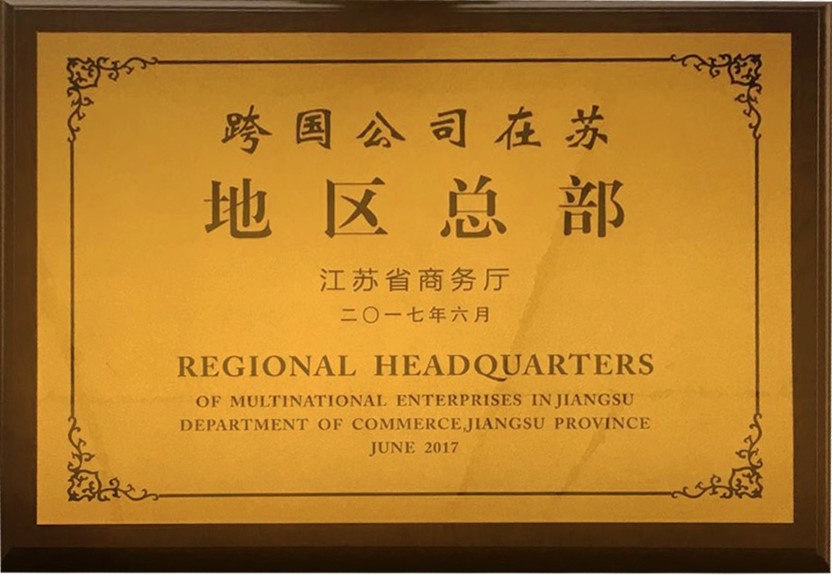 跨国公司在苏
地区总部
江苏省商务厅
二〇一七年六月
REGIONAL HEADQUARTERS
OF MULTINATIONAL ENTERPRISES IN JIANGSU
DEPARTMENT OF COMMERCE,JIANGSU PROVINCE
JUNE 2017